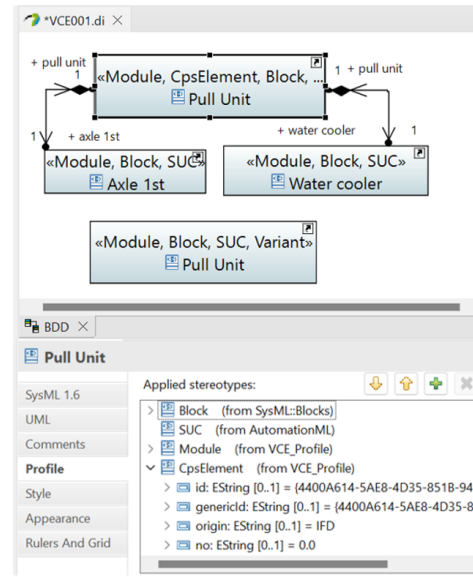 *VCE001.di
+ pull unit
1
«Module, CpsElement, Block, ...
Pull Unit
1 + pull unit
1
+ axle 1st
+ water cooler
1
«Module, Block, SUC»
Axle 1st
«Module, Block, SUC»
Water cooler
«Module, Block, SUC, Variant»
Pull Unit
BDD
Pull Unit
SysML 1.6
UML
Comments
Profile
Style
Appearance
Rulers And Grid
Applied stereotypes:
Block (from SysML::Blocks)
SUC (from AutomationML)
Module (from VCE_Profile)
CpsElement (from VCE_Profile)
id: EString [0..1] = {4400A614-5AE8-4D35-851B-94
genericId: EString [0..1] = {4400A614-5AE8-4D35-8
origin: EString [0..1] = IFD
no: EString [0..1] = 0.0